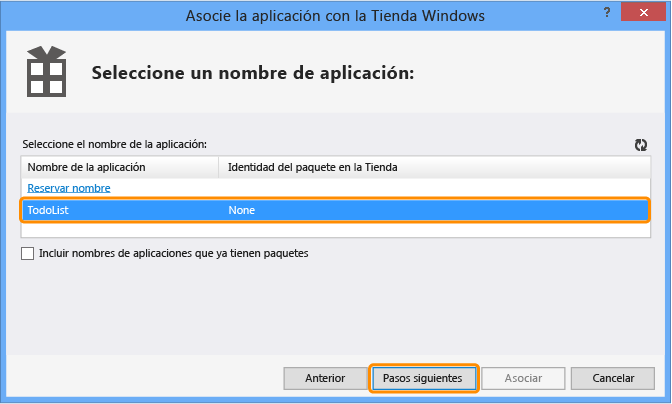 Asocie la aplicación con la Tienda Windows
? x
Seleccione un nombre de aplicación:
Seleccione el nombre de la aplicación:
Nombre de la aplicación Identidad del paquete en la Tienda
Reservar nombre
TodoList None
Incluir nombres de aplicaciones que ya tienen paquetes
Anterior Pasos siguientes Asociar Cancelar